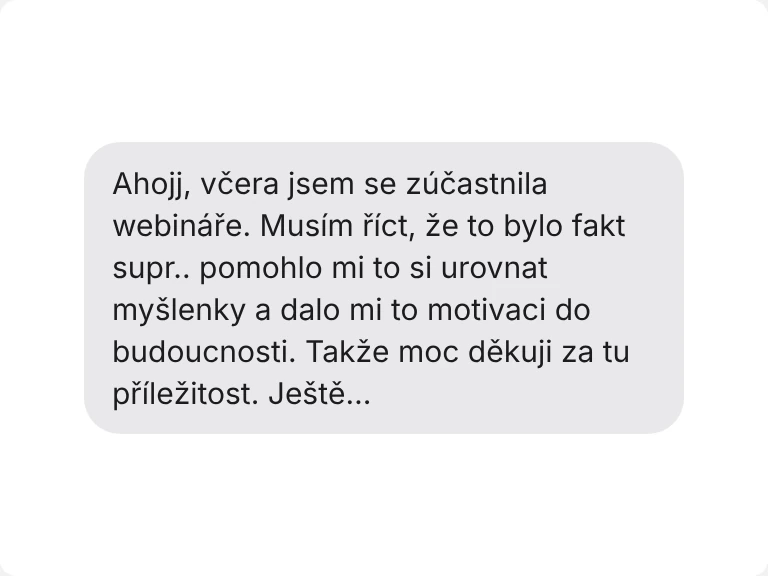 Ahojj, včera jsem se zúčastnila
webináře. Musím říct, že to bylo fakt
supr.. pomohlo mi to si urovnat
myšlenky a dalo mi to motivaci do
budoucnosti. Takže moc děkuji za tu
příležitost. Ještě...